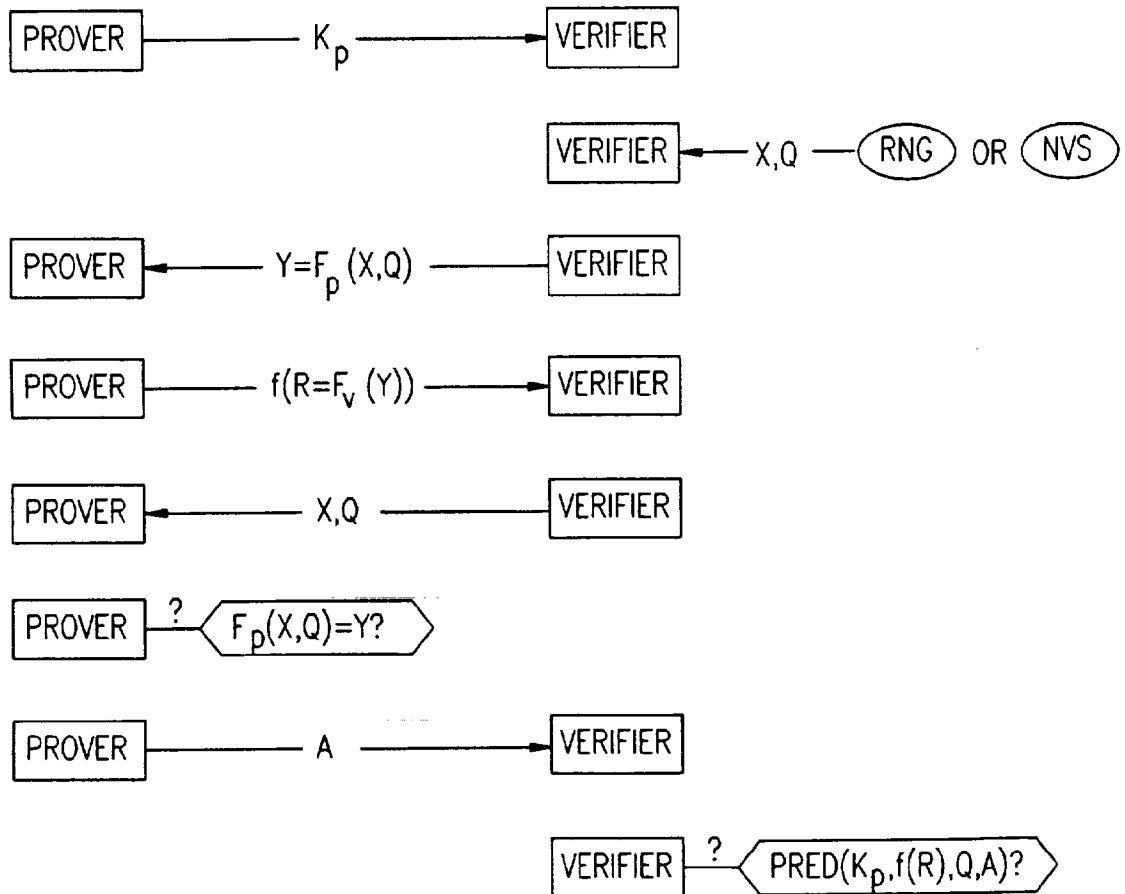 PROVER K_p VERIFIER
VERIFIER X,Q RNG OR NVS
PROVER Y=F_p (X,Q) VERIFIER
PROVER f(R=F_v (Y)) VERIFIER
PROVER X,Q VERIFIER
PROVER ? F_p(X,Q)=Y?
PROVER A VERIFIER
VERIFIER ? PRED(K_p,f(R),Q,A)?